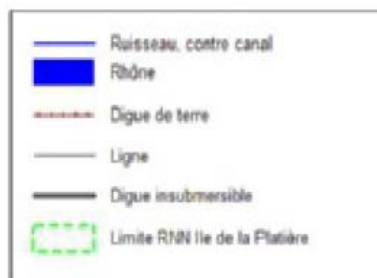 Ruisseau, contre canal
Rhône
Digue de terre
Ligne
Digue insubmersible
Limite RNN Ile de la Platière